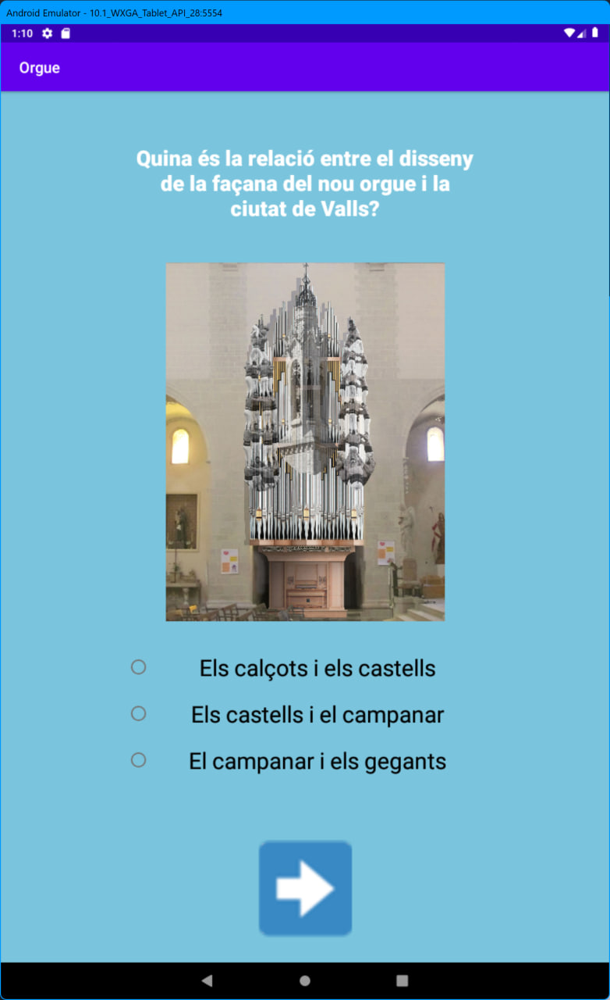 Android Emulator - 10.1_WXGA_Tablet_API_28:5554
1:10
Orgue
Quina és la relació entre el disseny
de la façana del nou orgue i la
ciutat de Valls?
Els calçots i els castells
Els castells i el campanar
El campanar i els gegants